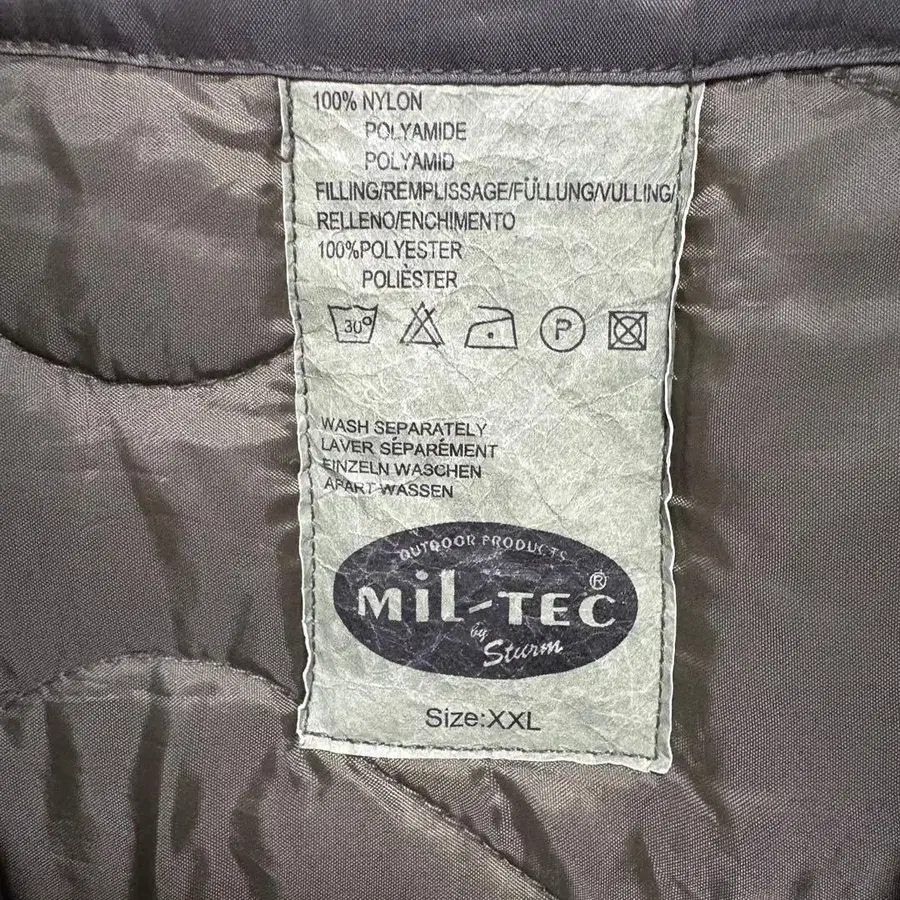 100% NYLON
POLYAMIDE
POLYAMID
FILLING/REMPLISSAGE/FÜLLUNG/VULLING/
RELLENO/ENCHIMENTO
100%POLYESTER
POLIÈSTER
30°
P
WASH SEPARATELY
LAVER SÉPARÉMENT
EINZELN WASCHEN
APART WASSEN
OUTDOOR PRODUCTS
MiL-TEC®
by Sturm
Size:XXL